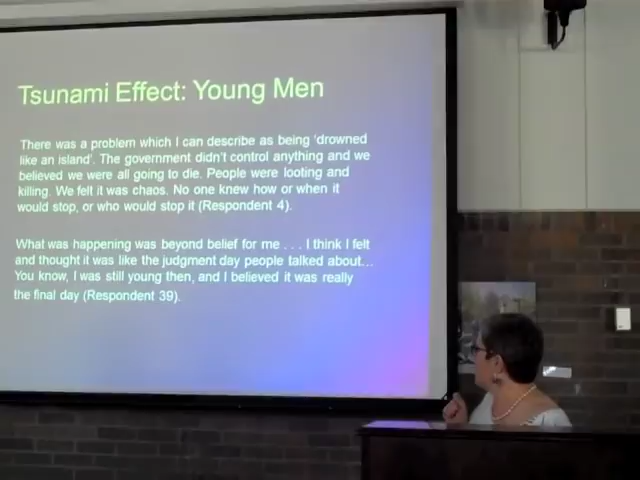 Tsunami Effect: Young Men
There was a problem which I can describe as being 'drowned
like an island'. The government didn't control anything and we
believed we were all going to die. People were looting and
killing. We felt it was chaos. No one knew how or when it
would stop, or who would stop it (Respondent 4).
What was happening was beyond belief for me . . . I think I felt
and thought it was like the judgment day people talked about...
You know, I was still young then, and I believed it was really
the final day (Respondent 39).